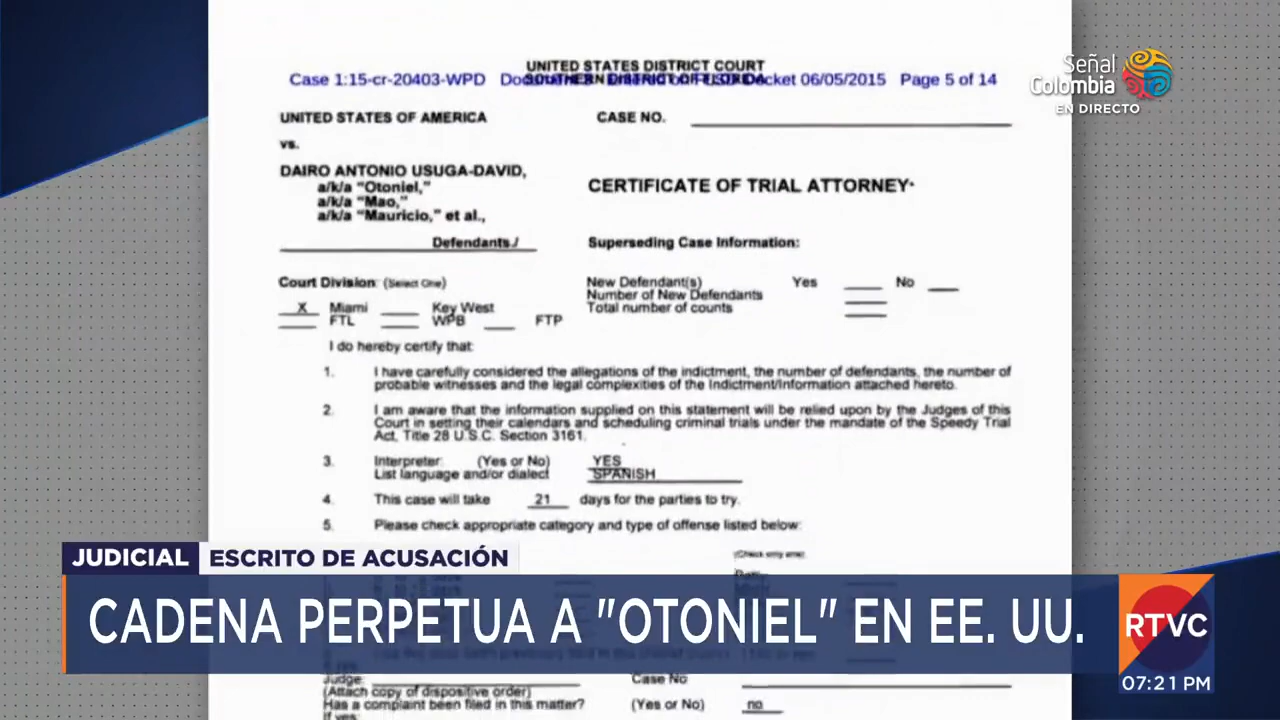 UNITED STATES DISTRICT COURT
SOUTHERN DISTRICT OF FLORIDA
Case 1:15-cr-20403-WPD Docket 06/05/2015 Page 5 of 14
Señal
Colombia
EN DIRECTO
UNITED STATES OF AMERICA
CASE NO.
vs.
DAIRO ANTONIO USUGA-DAVID,
a/k/a "Otoniel,"
a/k/a "Mao,"
a/k/a "Mauricio," et al.,
CERTIFICATE OF TRIAL ATTORNEY*
Defendants./
Superseding Case Information:
Court Division: (Select One)
New Defendant(s) Yes No
Number of New Defendants
Total number of counts
X Miami Key West
FTL WPB FTP
I do hereby certify that:
1. I have carefully considered the allegations of the indictment, the number of defendants, the number of
probable witnesses and the legal complexities of the Indictment/Information attached hereto.
2. I am aware that the information supplied on this statement will be relied upon by the Judges of this
Court in setting their calendars and scheduling criminal trials under the mandate of the Speedy Trial
Act, Title 28 U.S.C. Section 3161.
3. Interpreter: (Yes or No) YES
List language and/or dialect SPANISH
4. This case will take 21 days for the parties to try.
5. Please check appropriate category and type of offense listed below:
(Check only one)
JUDICIAL ESCRITO DE ACUSACIÓN
CADENA PERPETUA A "OTONIEL" EN EE. UU.
RTVC
07:21 PM
Judge: Case No
(Attach copy of dispositive order)
Has a complaint been filed in this matter? (Yes or No) no
If yes: